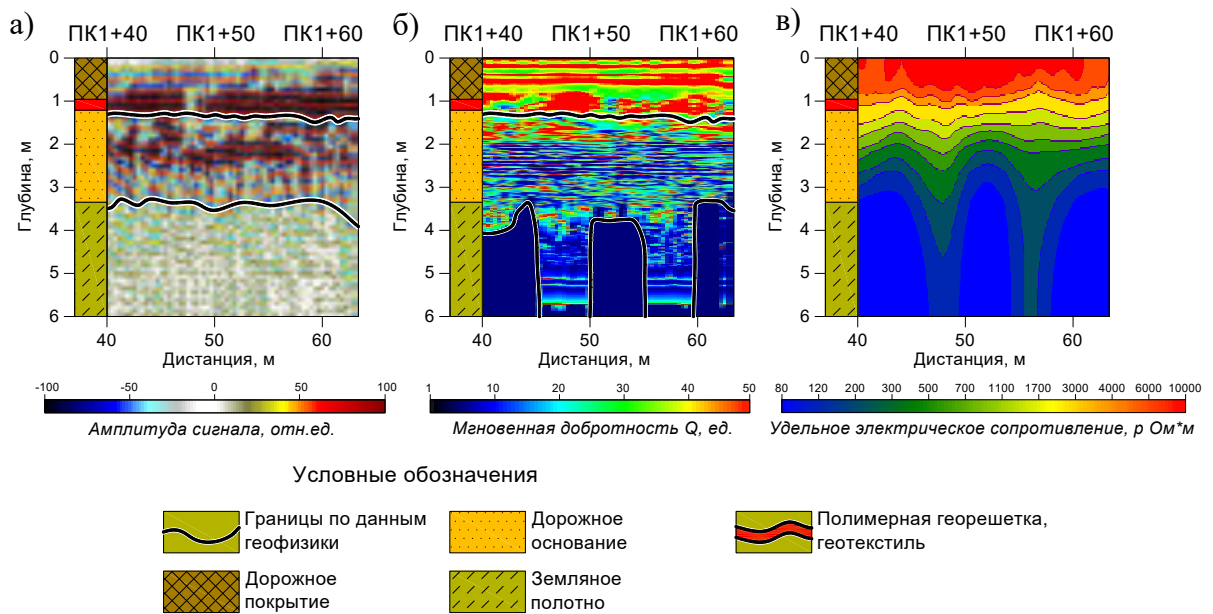 а) ПК1+40 ПК1+50 ПК1+60
б) ПК1+40 ПК1+50 ПК1+60
в) ПК1+40 ПК1+50 ПК1+60
Глубина, м
0
1
2
3
4
5
6
40 50 60
Дистанция, м
Глубина, м
0
1
2
3
4
5
6
40 50 60
Дистанция, м
Глубина, м
0
1
2
3
4
5
6
40 50 60
Дистанция, м
-100 -50 0 50 100
Амплитуда сигнала, отн.ед.
1 10 20 30 40 50
Мгновенная добротность Q, ед.
80 120 200 300 500 700 1100 1700 3000 4000 6000 10000
Удельное электрическое сопротивление, р Ом*м
Условные обозначения
Границы по данным
геофизики
Дорожное
основание
Полимерная георешетка,
геотекстиль
Дорожное
покрытие
Земляное
полотно